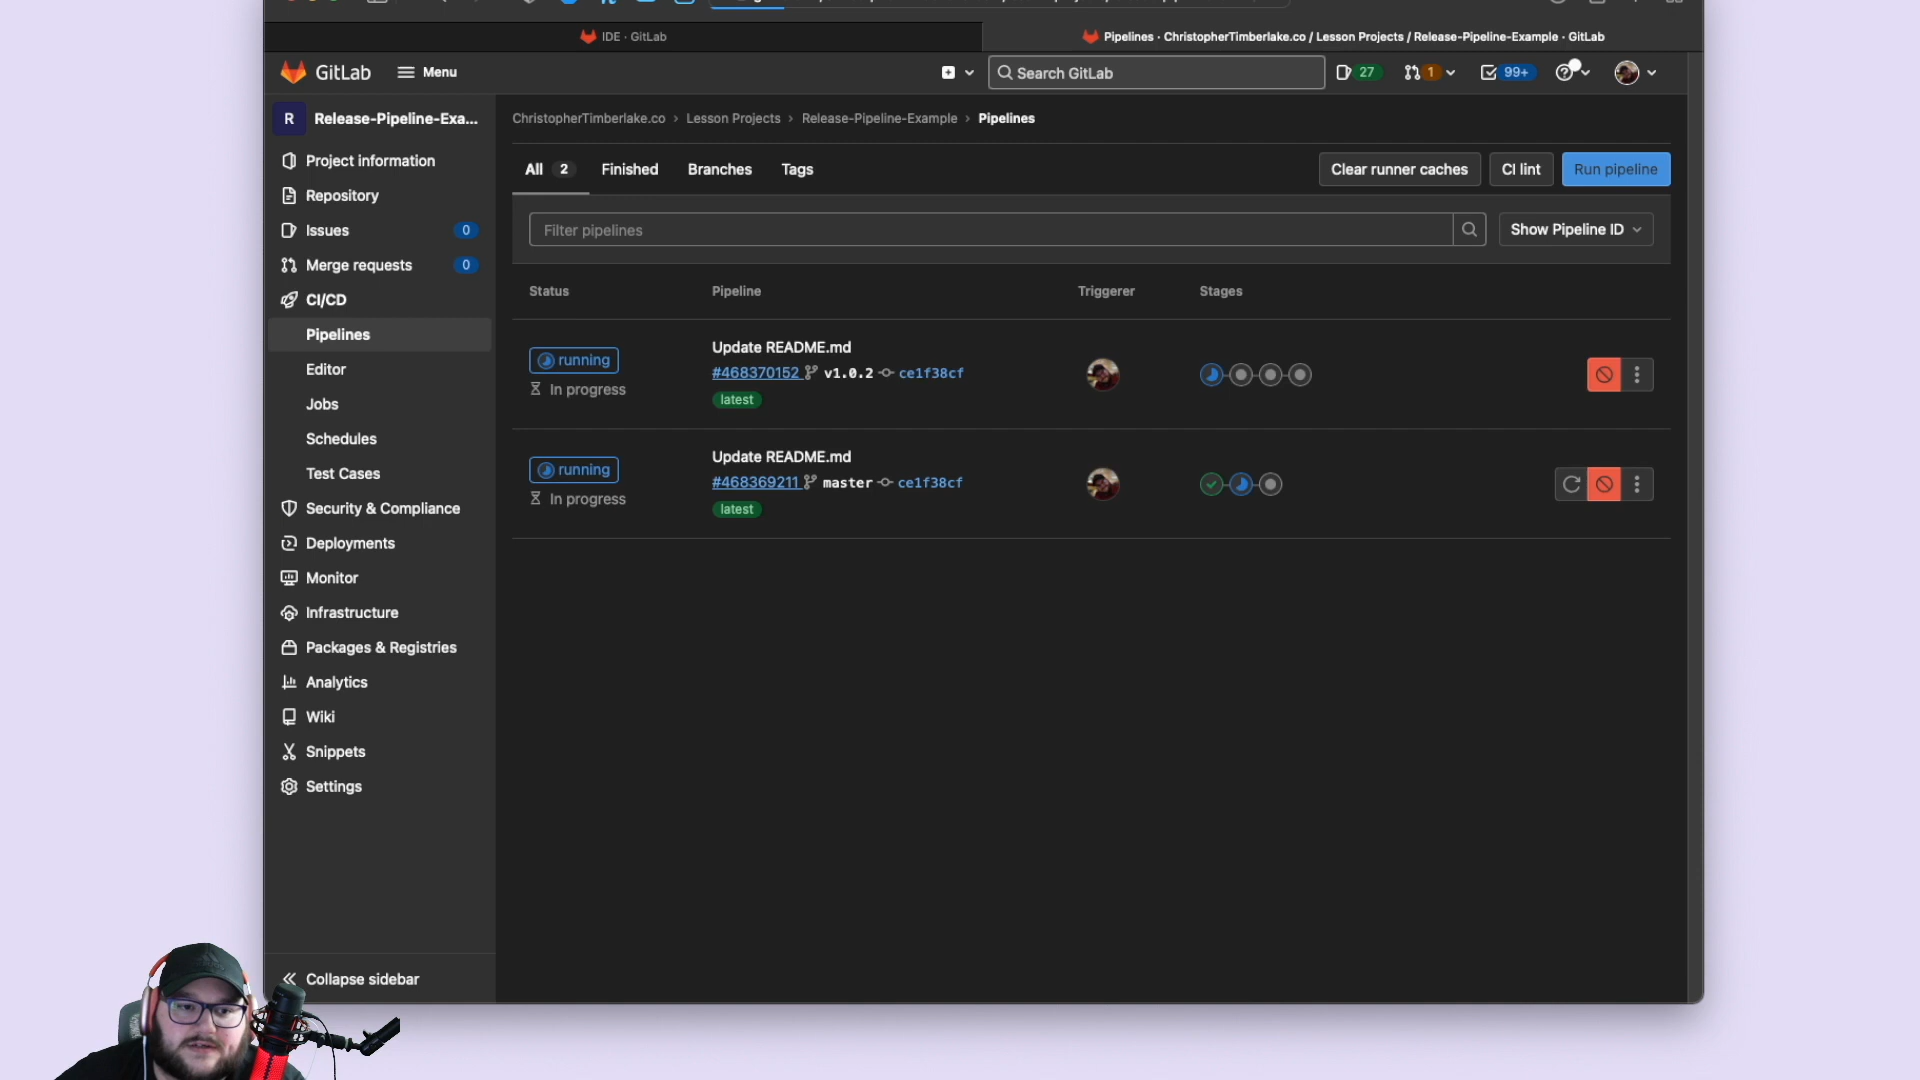 IDE · GitLab
Pipelines · ChristopherTimberlake.co / Lesson Projects / Release-Pipeline-Example · GitLab
GitLab Menu Search GitLab 27 1 99+
R Release-Pipeline-Exa...
ChristopherTimberlake.co › Lesson Projects › Release-Pipeline-Example › Pipelines
Project information
Repository
Issues 0
Merge requests 0
CI/CD
Pipelines
Editor
Jobs
Schedules
Test Cases
Security & Compliance
Deployments
Monitor
Infrastructure
Packages & Registries
Analytics
Wiki
Snippets
Settings
Collapse sidebar
All 2 Finished Branches Tags Clear runner caches CI lint Run pipeline
Filter pipelines Show Pipeline ID
Status Pipeline Triggerer Stages
Update README.md
running
#468370152 v1.0.2 ce1f38cf
In progress
latest
Update README.md
running
#468369211 master ce1f38cf
In progress
latest